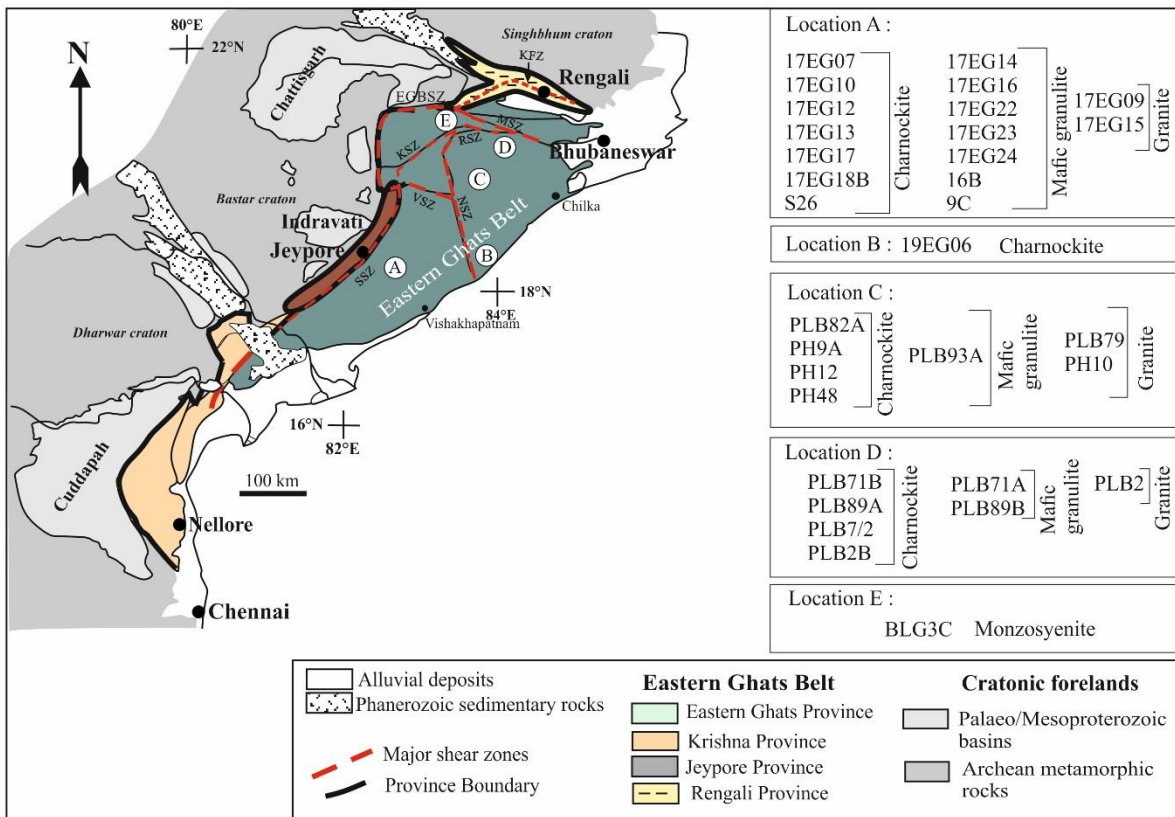 80°E
22°N
N
Singhbhum craton
KFZ
Rengali
Chattisgarh
EGBSZ
E
MSZ
RSZ
D
Bhubaneswar
KSZ
C
Bastar craton
VSZ
NSZ
Chilka
Indravati
Jeypore
SSZ
A
B
Eastern Ghats Belt
18°N
84°E
Vishakhapatnam
Dharwar craton
16°N
82°E
Cuddapah
100 km
Nellore
Chennai
Location A :
17EG07
17EG10
17EG12
17EG13
17EG17
17EG18B
S26
Charnockite
17EG14
17EG16
17EG22
17EG23
17EG24
16B
9C
Mafic granulite
17EG09
17EG15
Granite
Location B : 19EG06 Charnockite
Location C :
PLB82A
PH9A
PH12
PH48
Charnockite
PLB93A
Mafic
granulite
PLB79
PH10
Granite
Location D
PLB71B
PLB89A
PLB7/2
PLB2B
Charnockite
PLB71A
PLB89B
Mafic
granulite
PLB2
Granite
Location E
BLG3C Monzosyenite
Alluvial deposits
Phanerozoic sedimentary rocks
Major shear zones
Province Boundary
Eastern Ghats Belt
Eastern Ghats Province
Krishna Province
Jeypore Province
Rengali Province
Cratonic forelands
Palaeo/Mesoproterozoic
basins
Archean metamorphic
rocks